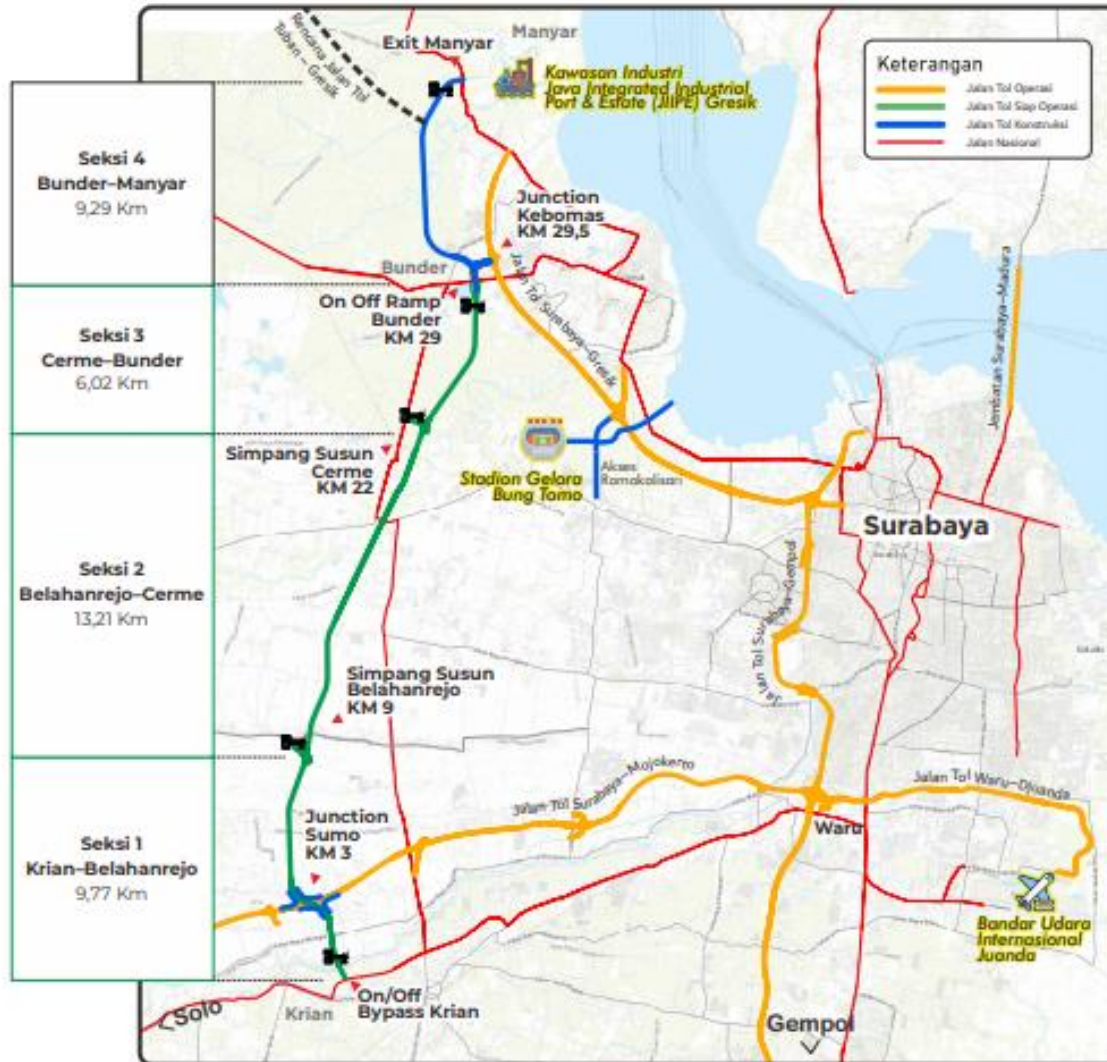 Seksi 4
Bunder–Manyar
9,29 Km
Seksi 3
Cerme–Bunder
6,02 Km
Seksi 2
Belahanrejo–Cerme
13,21 Km
Seksi 1
Krian–Belahanrejo
9,77 Km
Rencana Jalan Tol
Tuban – Gresik
Exit Manyar
Manyar
Kawasan Industri
Java Integrated Industrial
Port & Estate (JIIPE) Gresik
Keterangan
Jalan Tol Operasi
Jalan Tol Siap Operasi
Jalan Tol Konstruksi
Jalan Nasional
Junction
Kebomas
KM 29,5
Bunder
On Off Ramp
Bunder
KM 29
Jalan Tol Surabaya–Gresik
Jembatan Surabaya–Madura
Simpang Susun
Cerme
KM 22
Stadion Gelora
Bung Tomo
Akses
Romokalisari
Surabaya
Jalan Tol Surabaya–Gempol
Simpang Susun
Belahanrejo
KM 9
Jalan Tol Surabaya–Mojokerto
Jalan Tol Waru–Djuanda
Junction
Sumo
KM 3
Waru
Bandar Udara
Internasional
Juanda
On/Off
Bypass Krian
Krian
Solo
Gempol